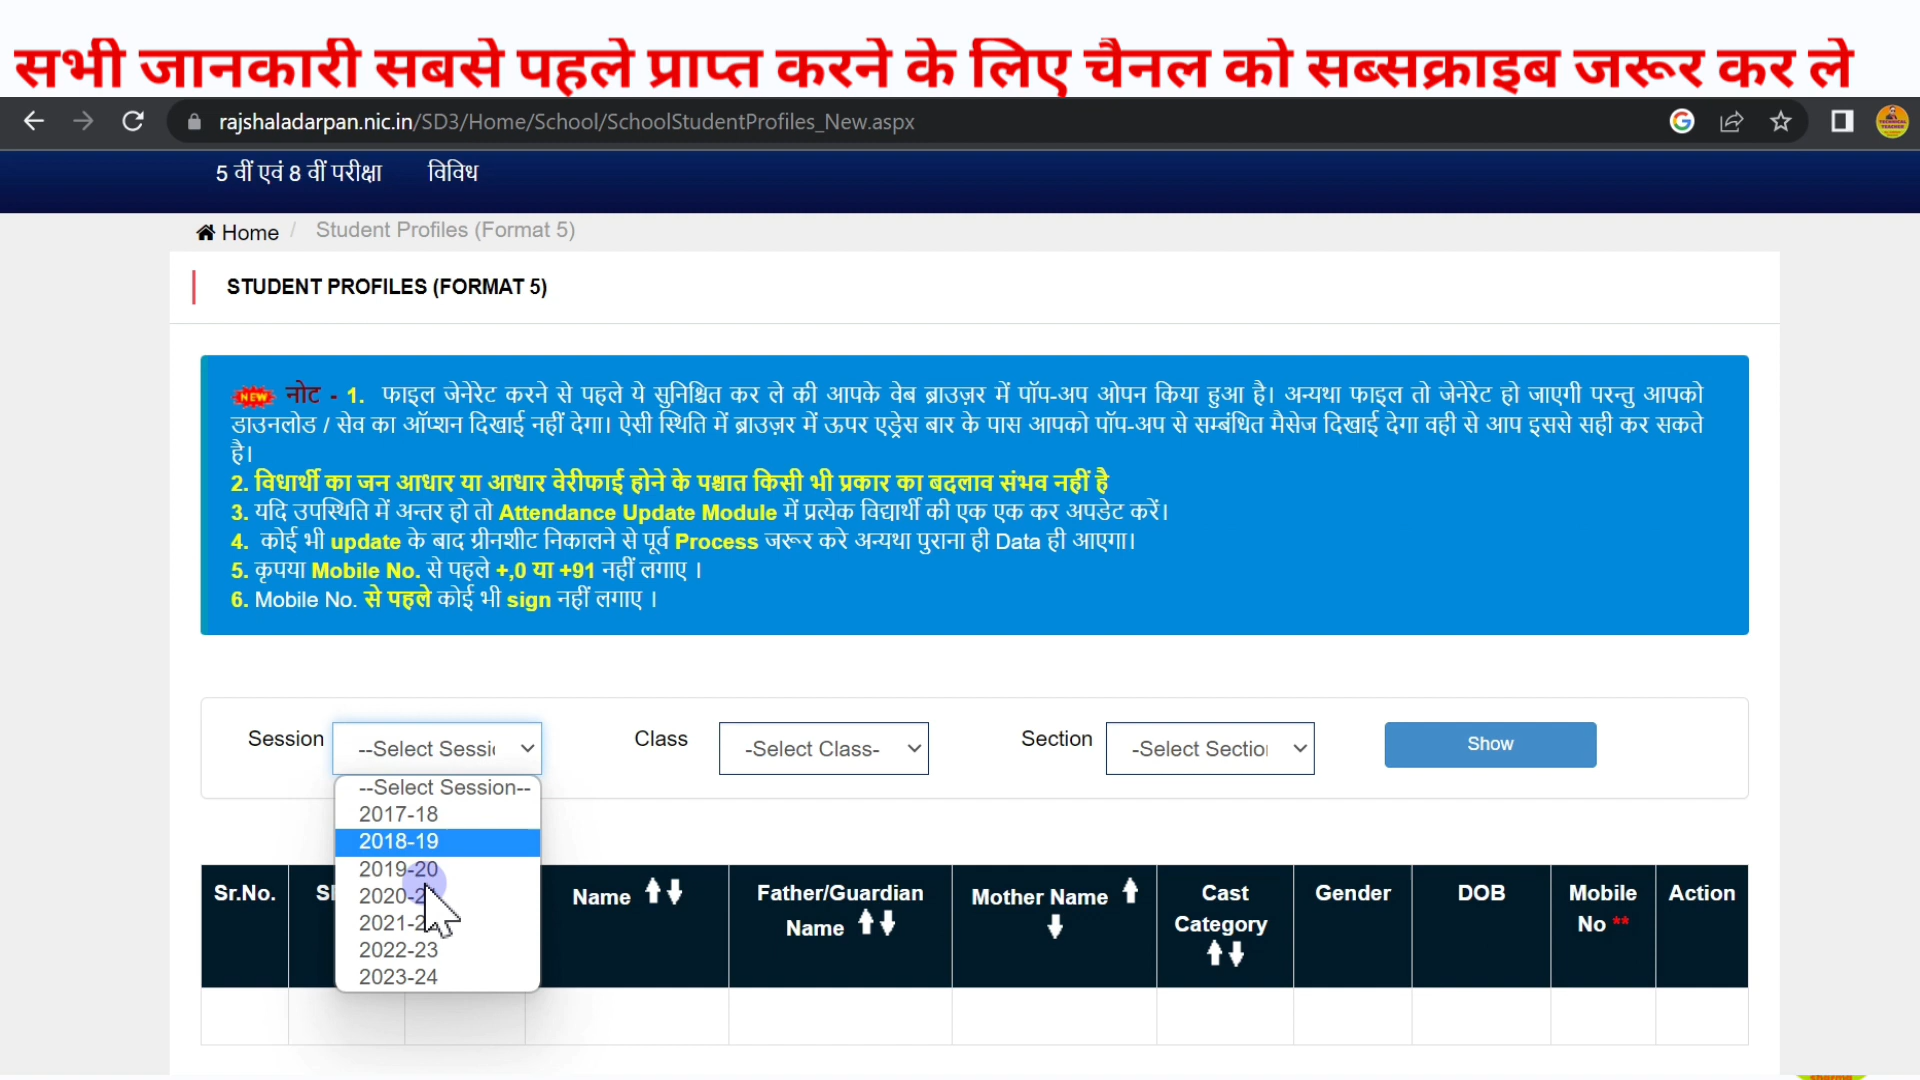 सभी जानकारी सबसे पहले प्राप्त करने के लिए चैनल को सब्सक्राइब जरूर कर ले
rajshaladarpan.nic.in/SD3/Home/School/SchoolStudentProfiles_New.aspx
5 वीं एवं 8 वीं परीक्षा विविध
Home / Student Profiles (Format 5)
STUDENT PROFILES (FORMAT 5)
NEW नोट - 1. फाइल जेनेरेट करने से पहले ये सुनिश्चित कर ले की आपके वेब ब्राउज़र में पॉप-अप ओपन किया हुआ है। अन्यथा फाइल तो जेनेरेट हो जाएगी परन्तु आपको
डाउनलोड / सेव का ऑप्शन दिखाई नहीं देगा। ऐसी स्थिति में ब्राउज़र में ऊपर एड्रेस बार के पास आपको पॉप-अप से सम्बंधित मैसेज दिखाई देगा वही से आप इससे सही कर सकते
है।
2. विधार्थी का जन आधार या आधार वेरीफाई होने के पश्चात किसी भी प्रकार का बदलाव संभव नहीं है
3. यदि उपस्थिति में अन्तर हो तो Attendance Update Module में प्रत्येक विद्यार्थी की एक एक कर अपडेट करें।
4. कोई भी update के बाद ग्रीनशीट निकालने से पूर्व Process जरूर करे अन्यथा पुराना ही Data ही आएगा।
5. कृपया Mobile No. से पहले +,0 या +91 नहीं लगाए ।
6. Mobile No. से पहले कोई भी sign नहीं लगाए ।
Session --Select Sessi Class -Select Class- Section -Select Section Show
--Select Session--
2017-18
2018-19
2019-20
2020-2
2021-2
2022-23
2023-24
Sr.No. Name Father/Guardian Name Mother Name Cast Category Gender DOB Mobile No ** Action